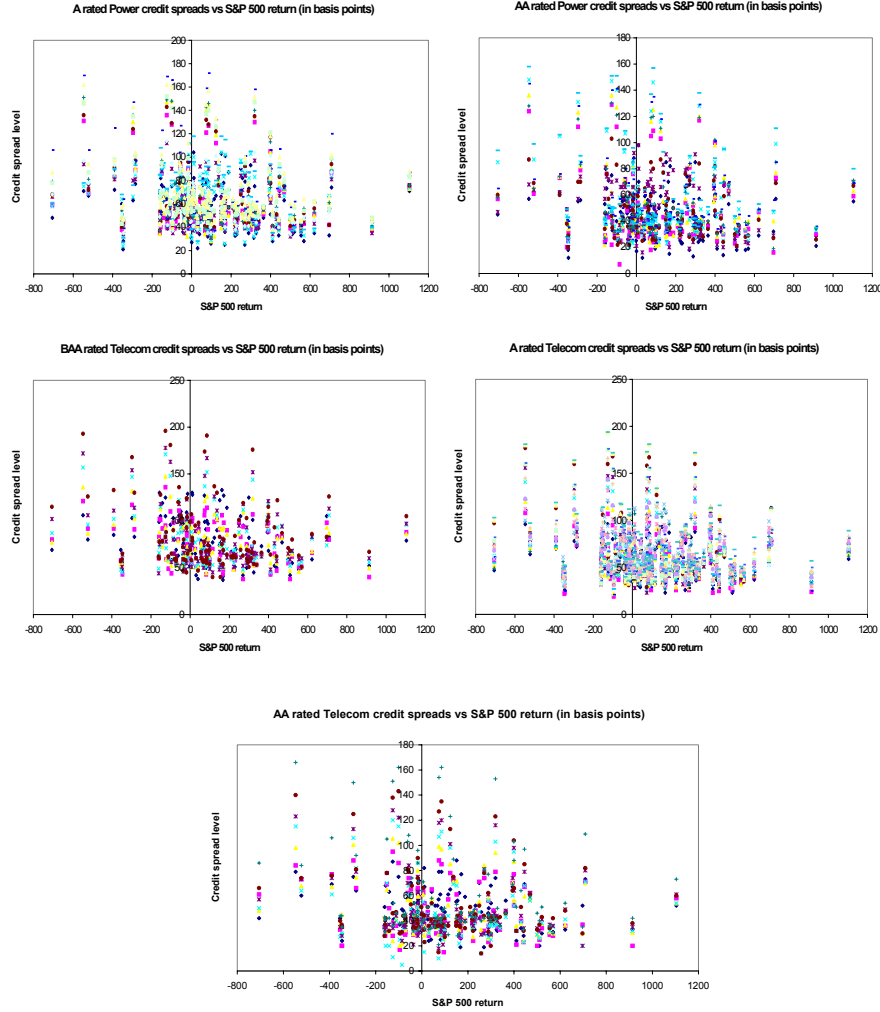 A rated Power credit spreads vs S&P 500 return (in basis points)
AA rated Power credit spreads vs S&P 500 return (in basis points)
Credit spread level
200
180
160
140
120
100
80
60
40
20
0
-800 -600 -400 -200 0 200 400 600 800 1000 1200
S&P 500 return
Credit spread level
180
160
140
120
100
80
60
40
20
0
-800 -600 -400 -200 0 200 400 600 800 1000 1200
S&P 500 return
BAA rated Telecom credit spreads vs S&P 500 return (in basis points)
A rated Telecom credit spreads vs S&P 500 return (in basis points)
Credit spread level
250
200
150
100
50
0
-800 -600 -400 -200 0 200 400 600 800 1000 1200
S&P 500 return
Credit spread level
250
200
150
100
50
0
-800 -600 -400 -200 0 200 400 600 800 1000 1200
S&P 500 return
AA rated Telecom credit spreads vs S&P 500 return (in basis points)
Credit spread level
180
160
140
120
100
80
60
40
20
0
-800 -600 -400 -200 0 200 400 600 800 1000 1200
S&P 500 return